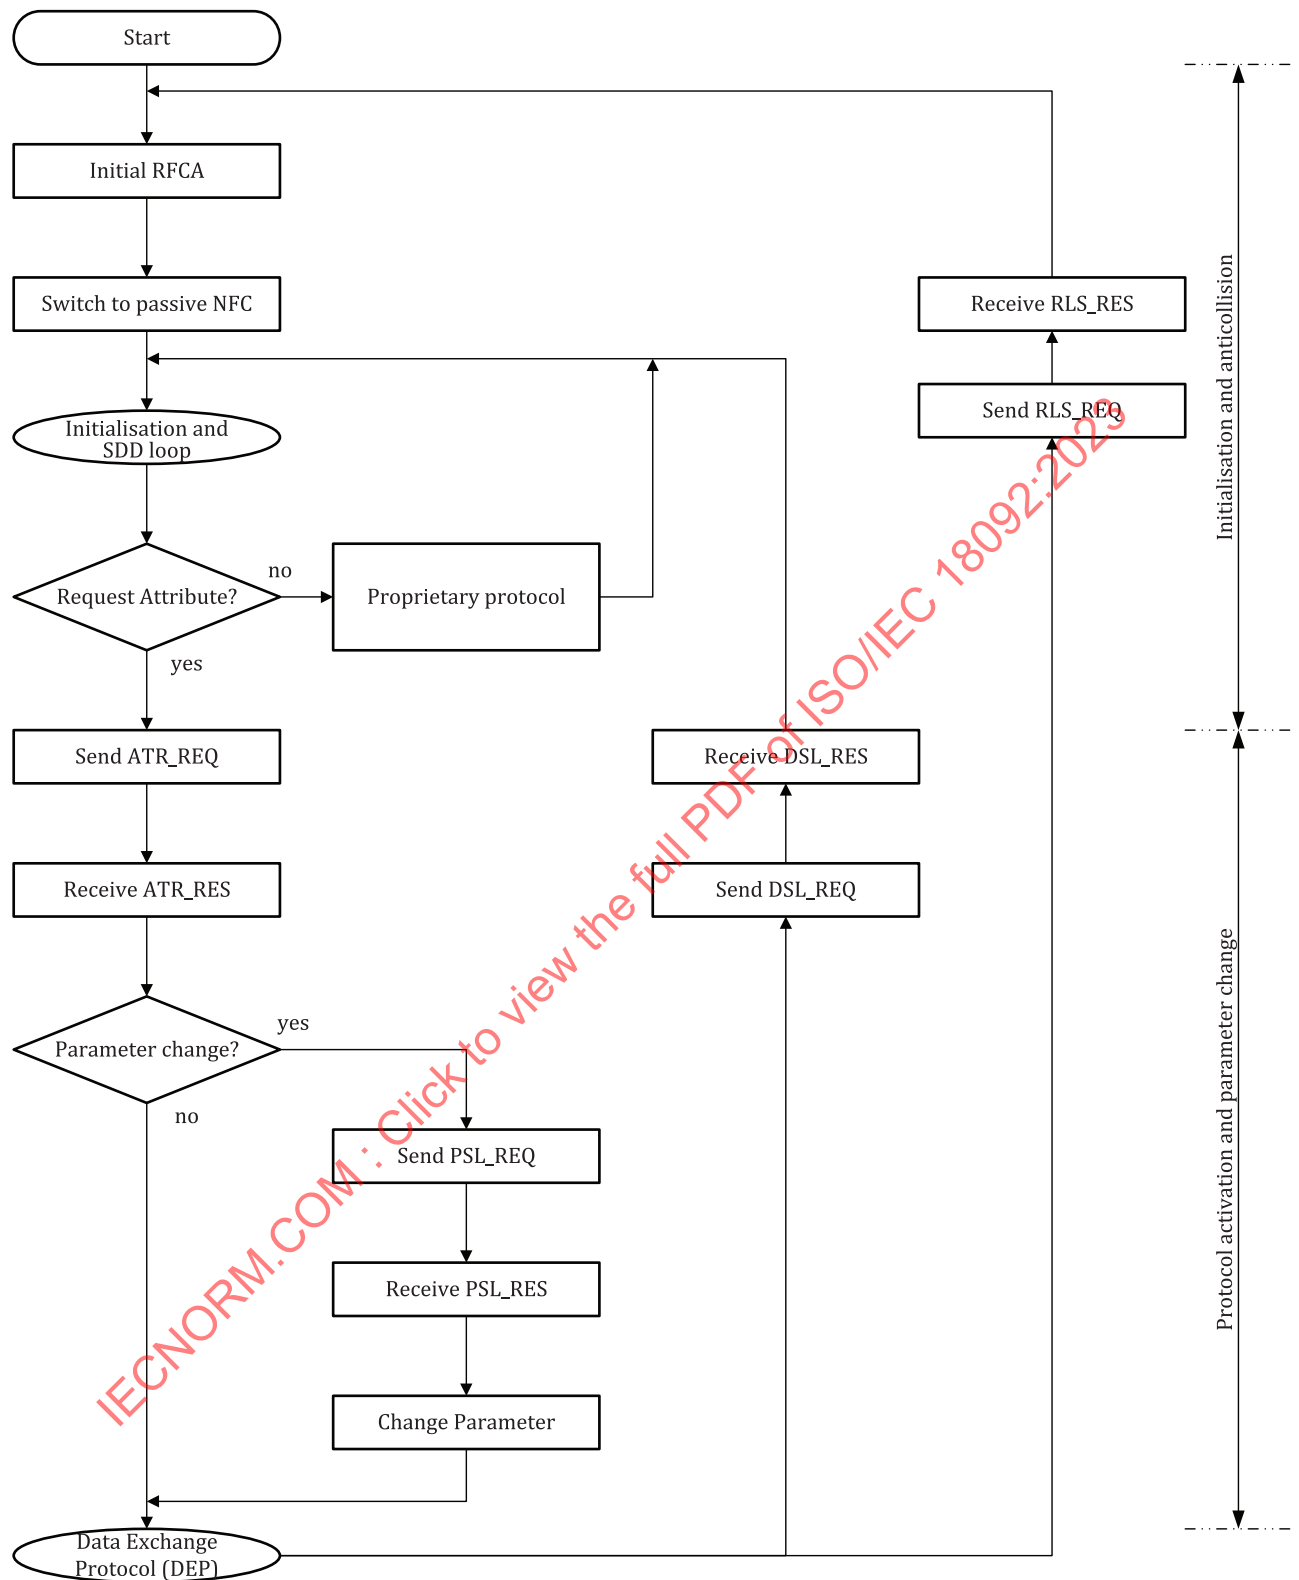 Start
Initial RFCA
Switch to passive NFC
Receive RLS_RES
Send RLS_REQ
Initialisation and
SDD loop
Initialisation and anticollision
no
Request Attribute?
Proprietary protocol
yes
Send ATR_REQ
Receive DSL_RES
Receive ATR_RES
Send DSL_REQ
yes
Parameter change?
no
Send PSL_REQ
Receive PSL_RES
Change Parameter
Protocol activation and parameter change
Data Exchange
Protocol (DEP)
IECNORM.COM : Click to view the full PDF of ISO/IEC 18092:2023